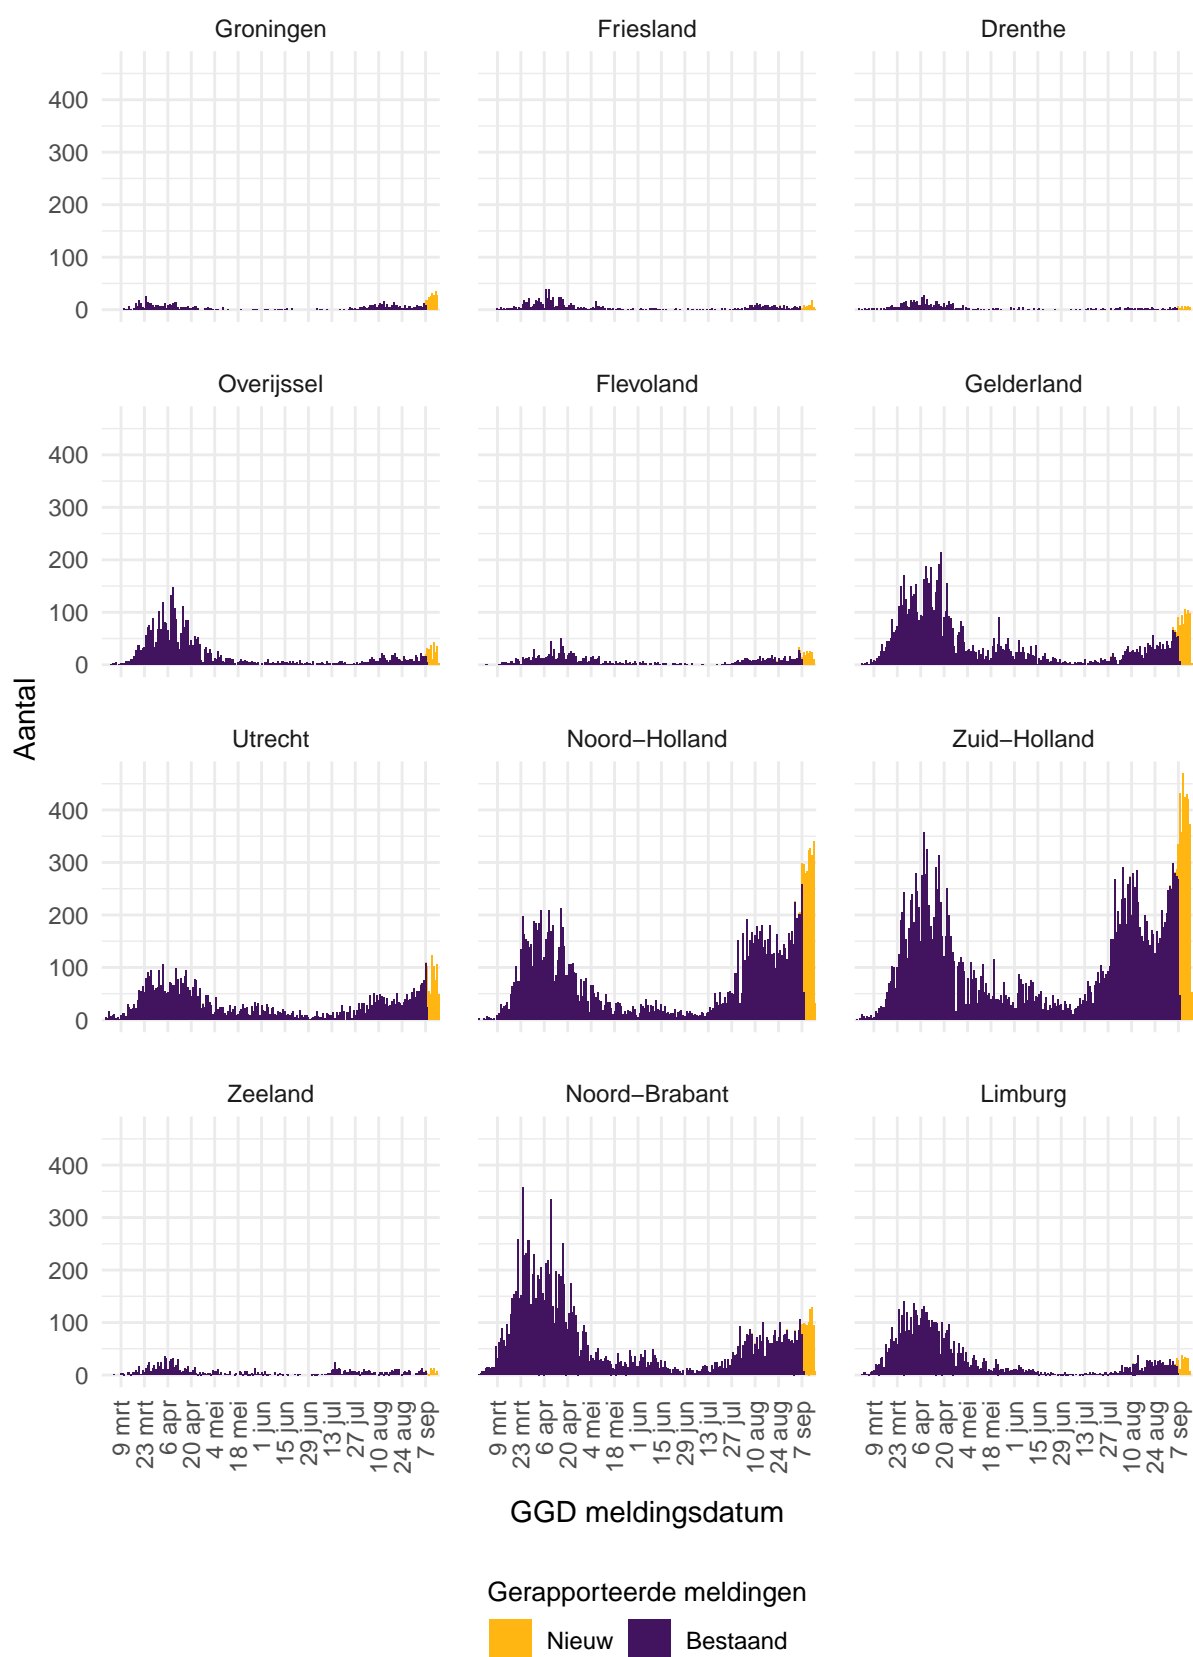 Groningen Friesland Drenthe
400
300
200
100
0
Overijssel Flevoland Gelderland
400
300
200
100
0
Aantal
Utrecht Noord−Holland Zuid−Holland
400
300
200
100
0
Zeeland Noord−Brabant Limburg
400
300
200
100
0
9 mrt 23 mrt 6 apr 20 apr 4 mei 18 mei 1 jun 15 jun 29 jun 13 jul 27 jul 10 aug 24 aug 7 sep 9 mrt 23 mrt 6 apr 20 apr 4 mei 18 mei 1 jun 15 jun 29 jun 13 jul 27 jul 10 aug 24 aug 7 sep 9 mrt 23 mrt 6 apr 20 apr 4 mei 18 mei 1 jun 15 jun 29 jun 13 jul 27 jul 10 aug 24 aug 7 sep
GGD meldingsdatum
Gerapporteerde meldingen
Nieuw Bestaand